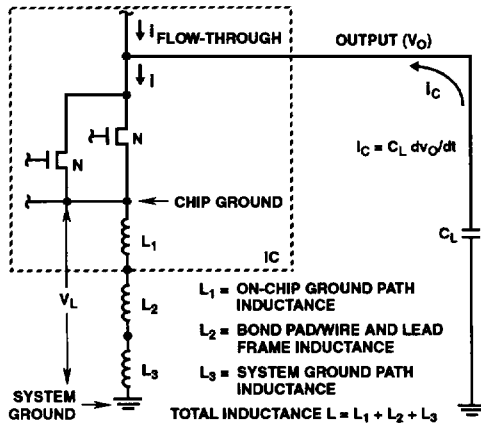 i FLOW-THROUGH
OUTPUT (VO)
i
iC
N
N
IC = CL dvO/dt
CHIP GROUND
CL
L1
IC
VL
L2
L3
L1 = ON-CHIP GROUND PATH
INDUCTANCE
L2 = BOND PAD/WIRE AND LEAD
FRAME INDUCTANCE
L3 = SYSTEM GROUND PATH
INDUCTANCE
SYSTEM
GROUND
TOTAL INDUCTANCE L = L1 + L2 + L3